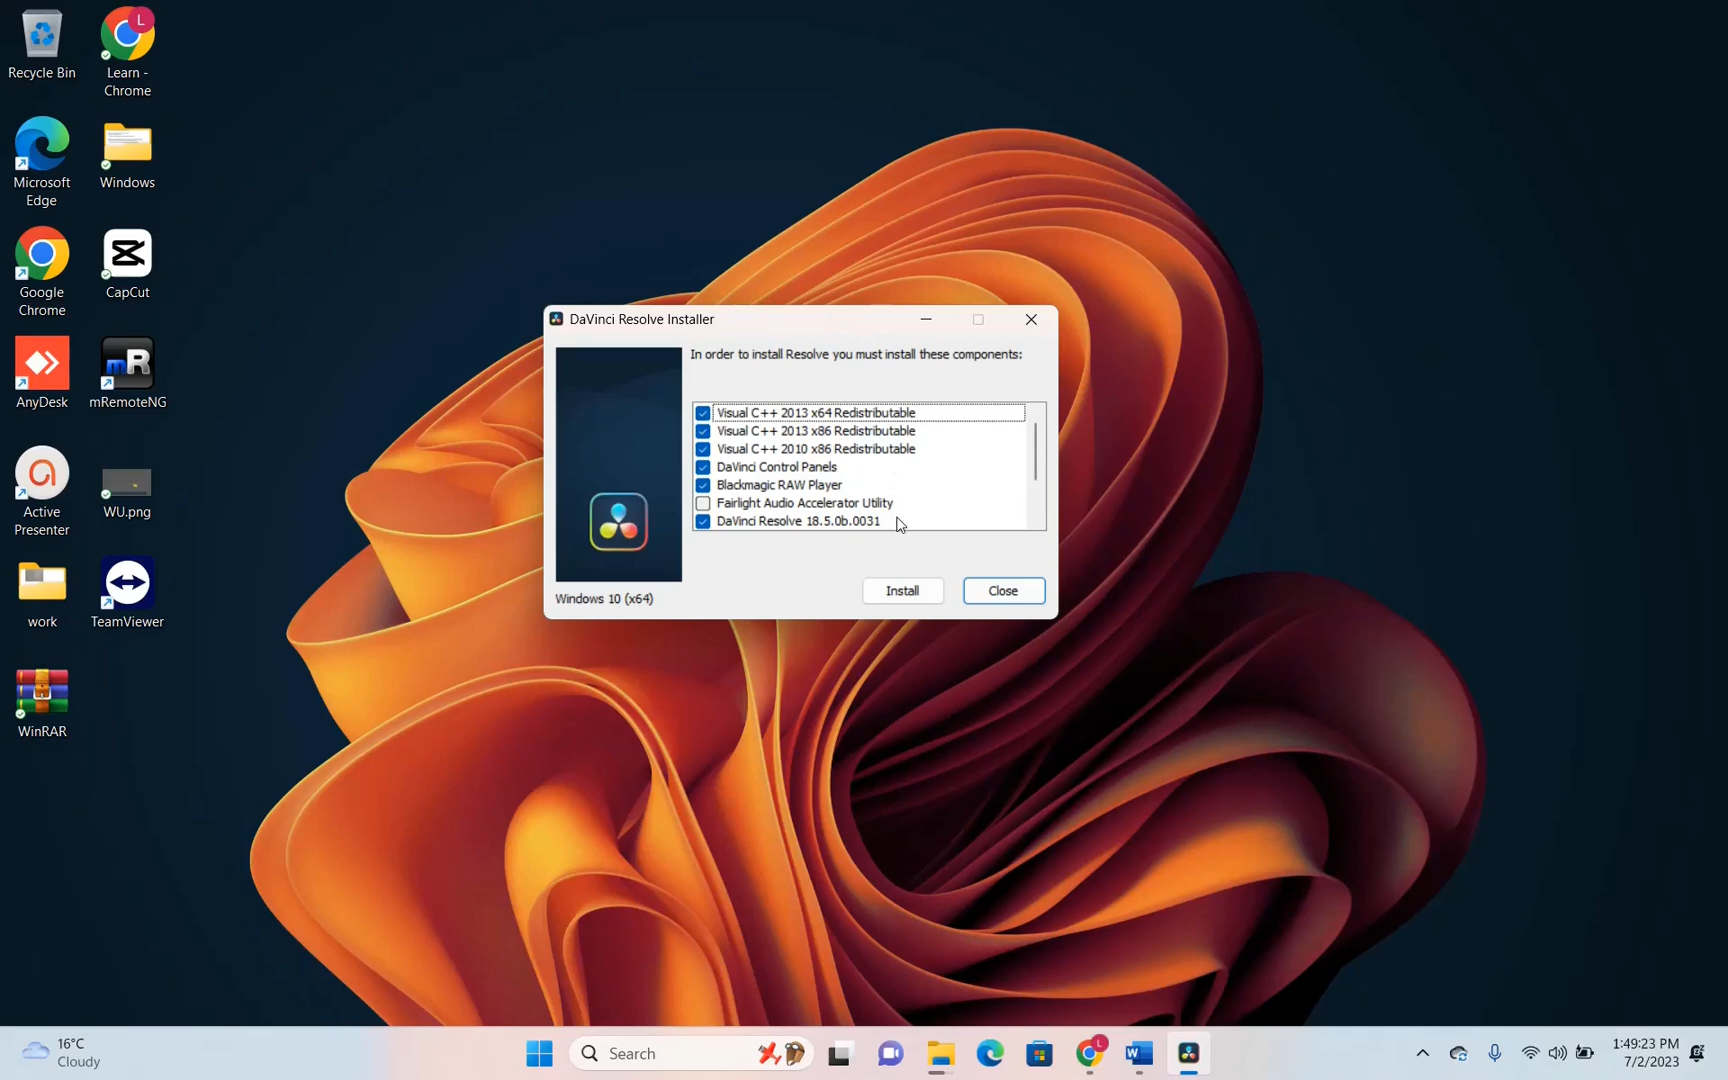 Recycle Bin
L
Learn -
Chrome
Microsoft
Edge
Windows
Google
Chrome
CapCut
AnyDesk
mR
mRemoteNG
Active
Presenter
WU.png
work
TeamViewer
WinRAR
DaVinci Resolve Installer
In order to install Resolve you must install these components:
Visual C++ 2013 x64 Redistributable
Visual C++ 2013 x86 Redistributable
Visual C++ 2010 x86 Redistributable
DaVinci Control Panels
Blackmagic RAW Player
Fairlight Audio Accelerator Utility
DaVinci Resolve 18.5.0b.0031
Windows 10 (x64)
Install
Close
16°C
Cloudy
Search
L
W
1:49:23 PM
7/2/2023